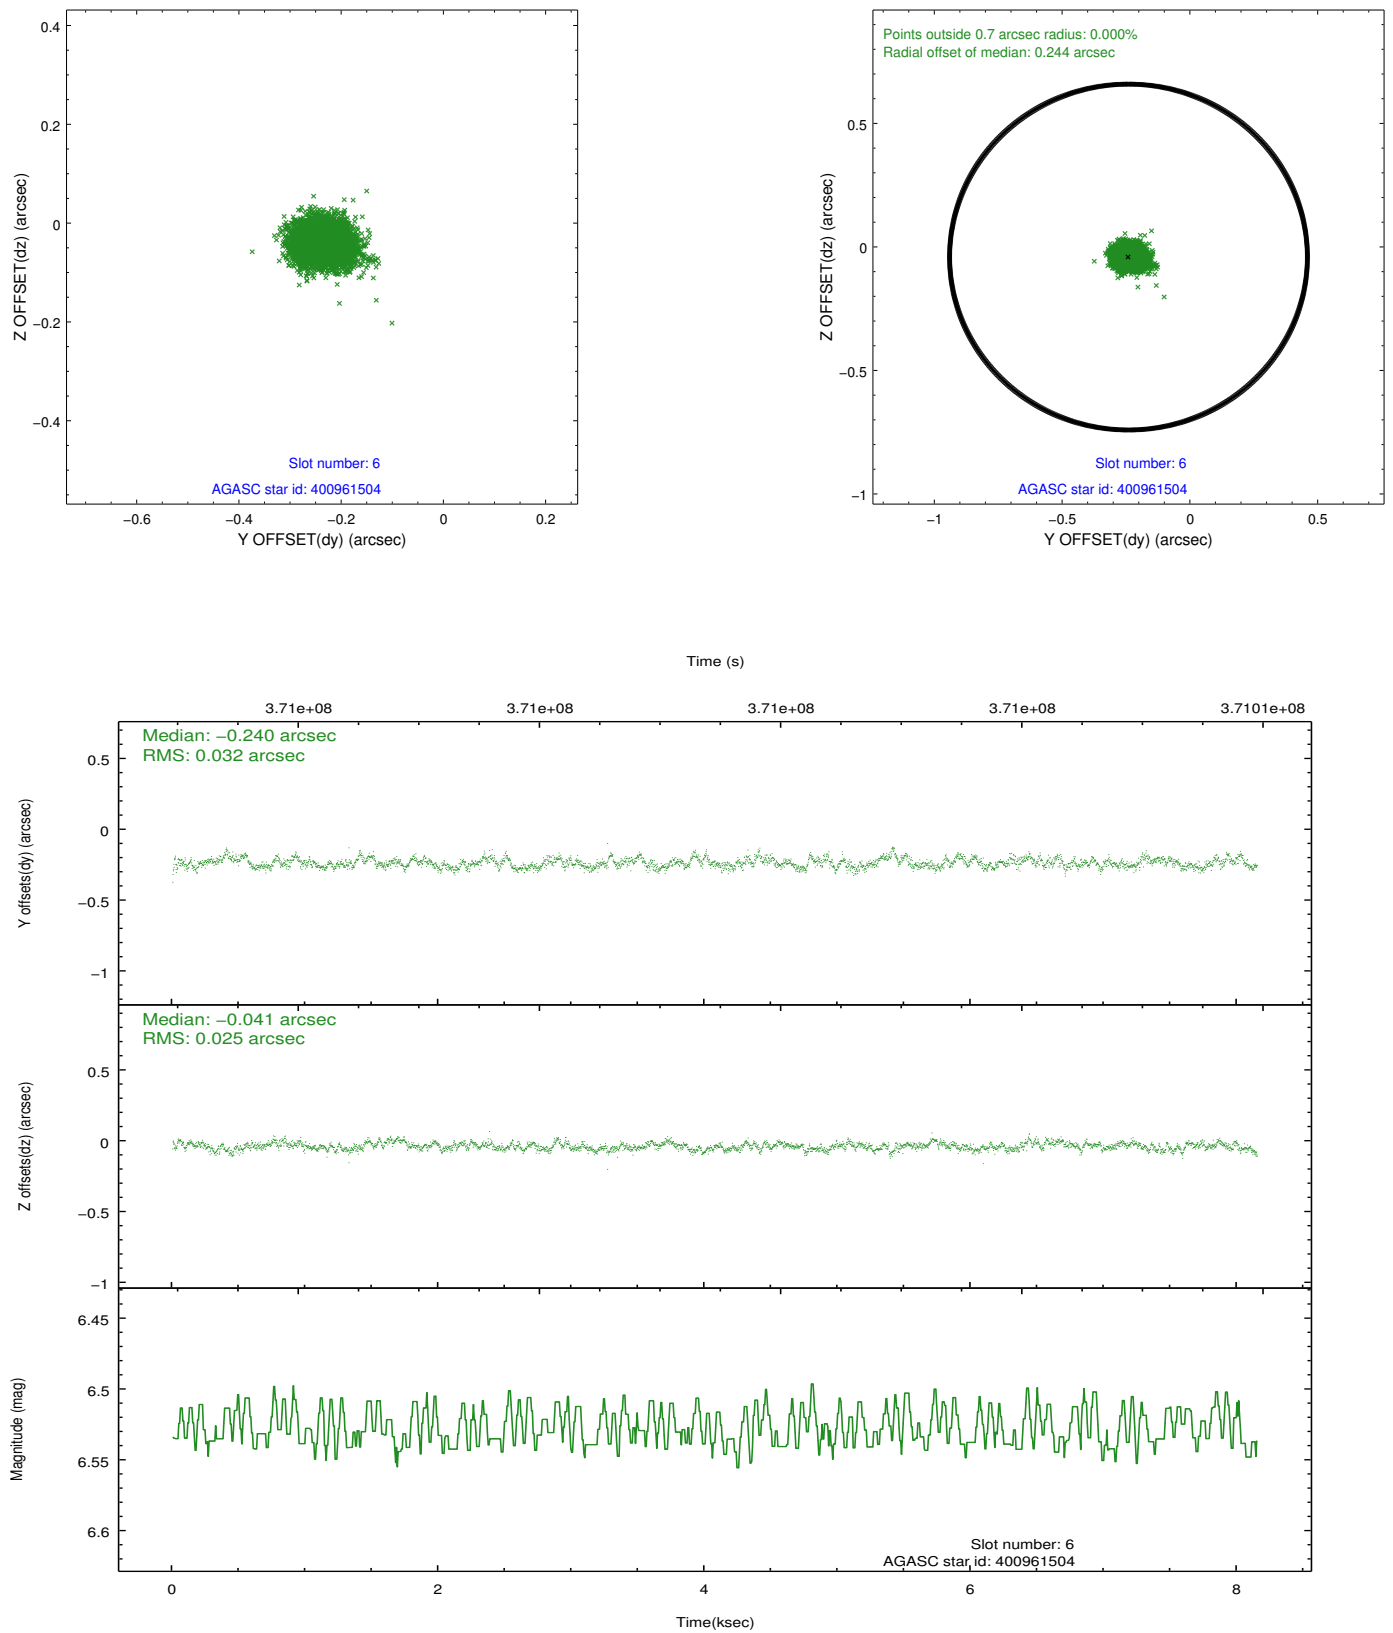 0.4
0.2
0
−0.2
−0.4
Z OFFSET(dz) (arcsec)
Slot number: 6
AGASC star id: 400961504
−0.6
−0.4
−0.2
0
0.2
Y OFFSET(dy) (arcsec)
Points outside 0.7 arcsec radius: 0.000%
Radial offset of median: 0.244 arcsec
0.5
0
−0.5
−1
Z OFFSET(dz) (arcsec)
Slot number: 6
AGASC star id: 400961504
−1
−0.5
0
0.5
Y OFFSET(dy) (arcsec)
Time (s)
3.71e+08
3.71e+08
3.71e+08
3.71e+08
3.7101e+08
Median: −0.240 arcsec
RMS: 0.032 arcsec
0.5
0
−0.5
−1
Y offsets(dy) (arcsec)
Median: −0.041 arcsec
RMS: 0.025 arcsec
0.5
0
−0.5
−1
Z offsets(dz) (arcsec)
6.45
6.5
6.55
6.6
Magnitude (mag)
Slot number: 6
AGASC star id: 400961504
0
2
4
6
8
Time(ksec)